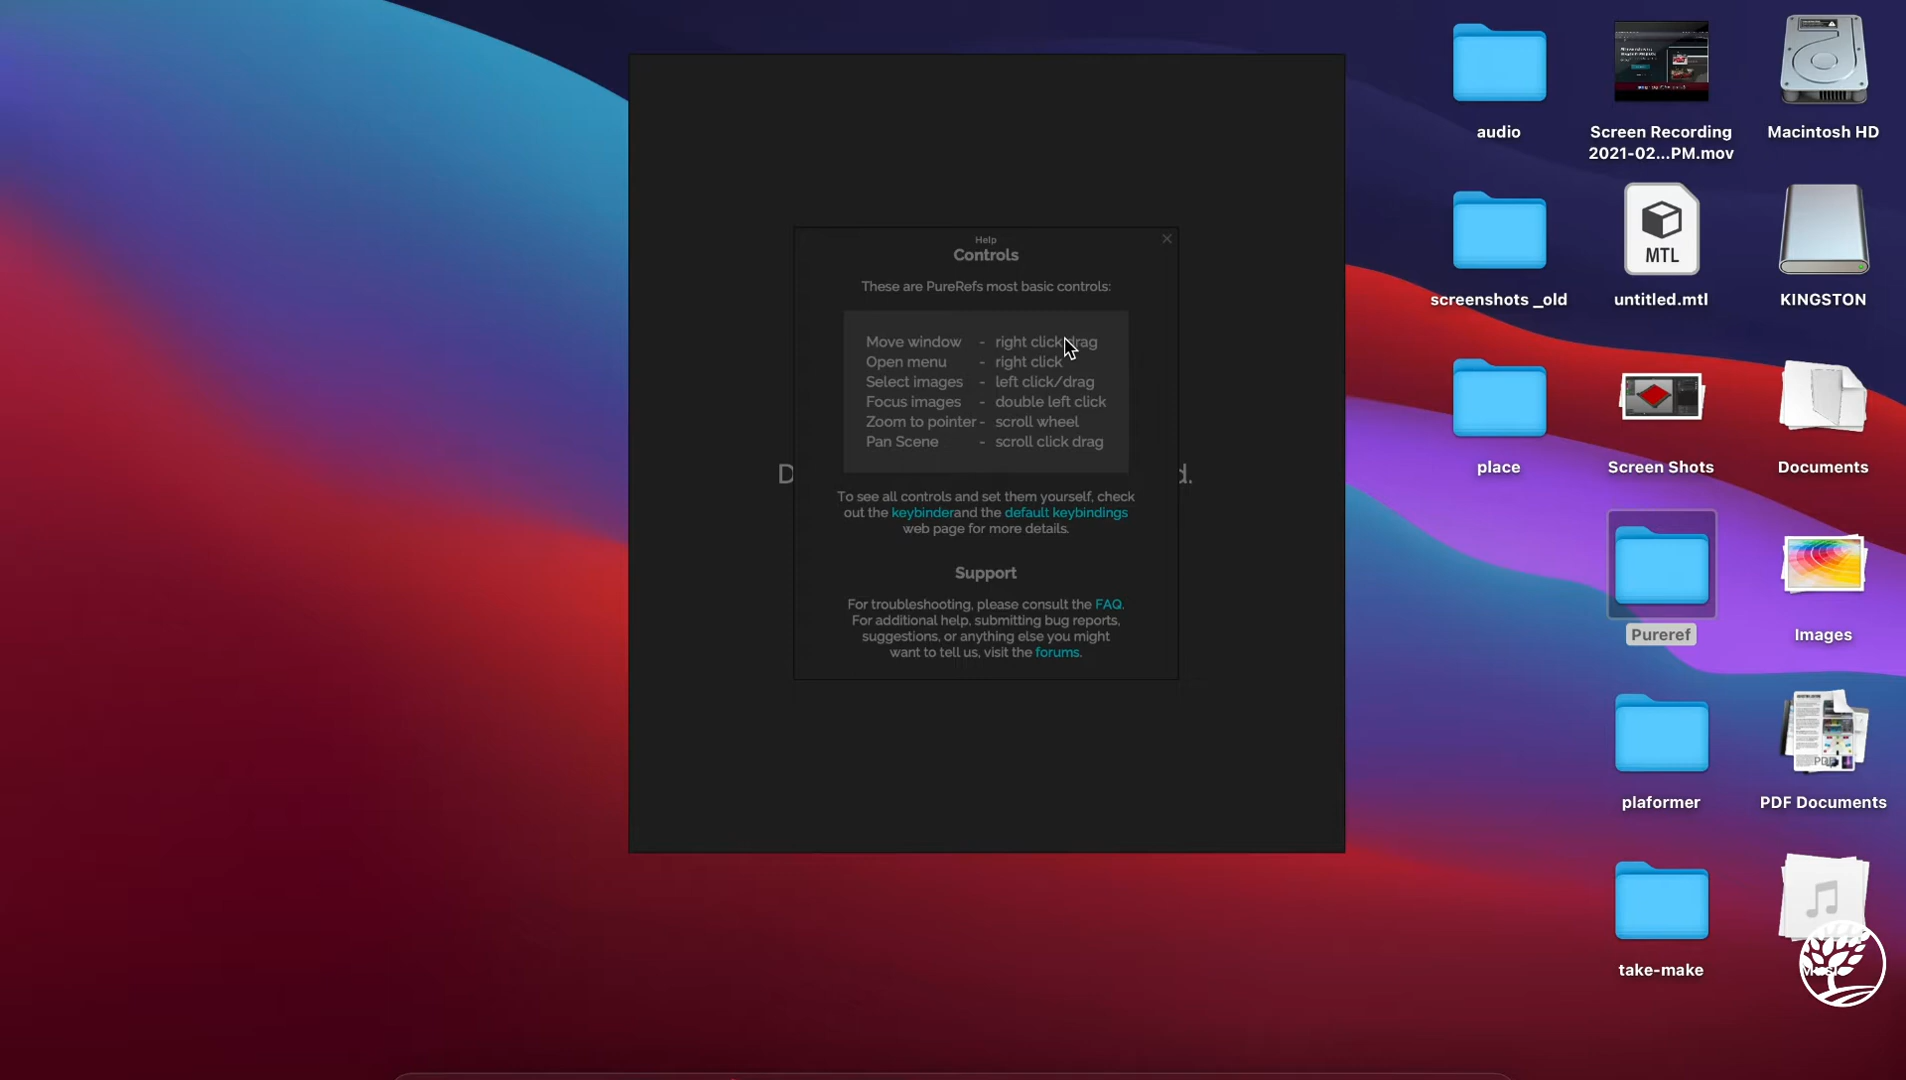 Help
Controls
These are PureRefs most basic controls:
Move window - right click drag
Open menu - right click
Select images - left click/drag
Focus images - double left click
Zoom to pointer - scroll wheel
Pan Scene - scroll click drag
D
d.
To see all controls and set them yourself, check
out the keybinderand the default keybindings
web page for more details.
Support
For troubleshooting, please consult the FAQ.
For additional help, submitting bug reports,
suggestions, or anything else you might
want to tell us, visit the forums.
audio
Screen Recording
2021-02...PM.mov
Macintosh HD
screenshots _old
MTL
untitled.mtl
KINGSTON
place
Screen Shots
Documents
Pureref
Images
plaformer
PDF
PDF Documents
take-make